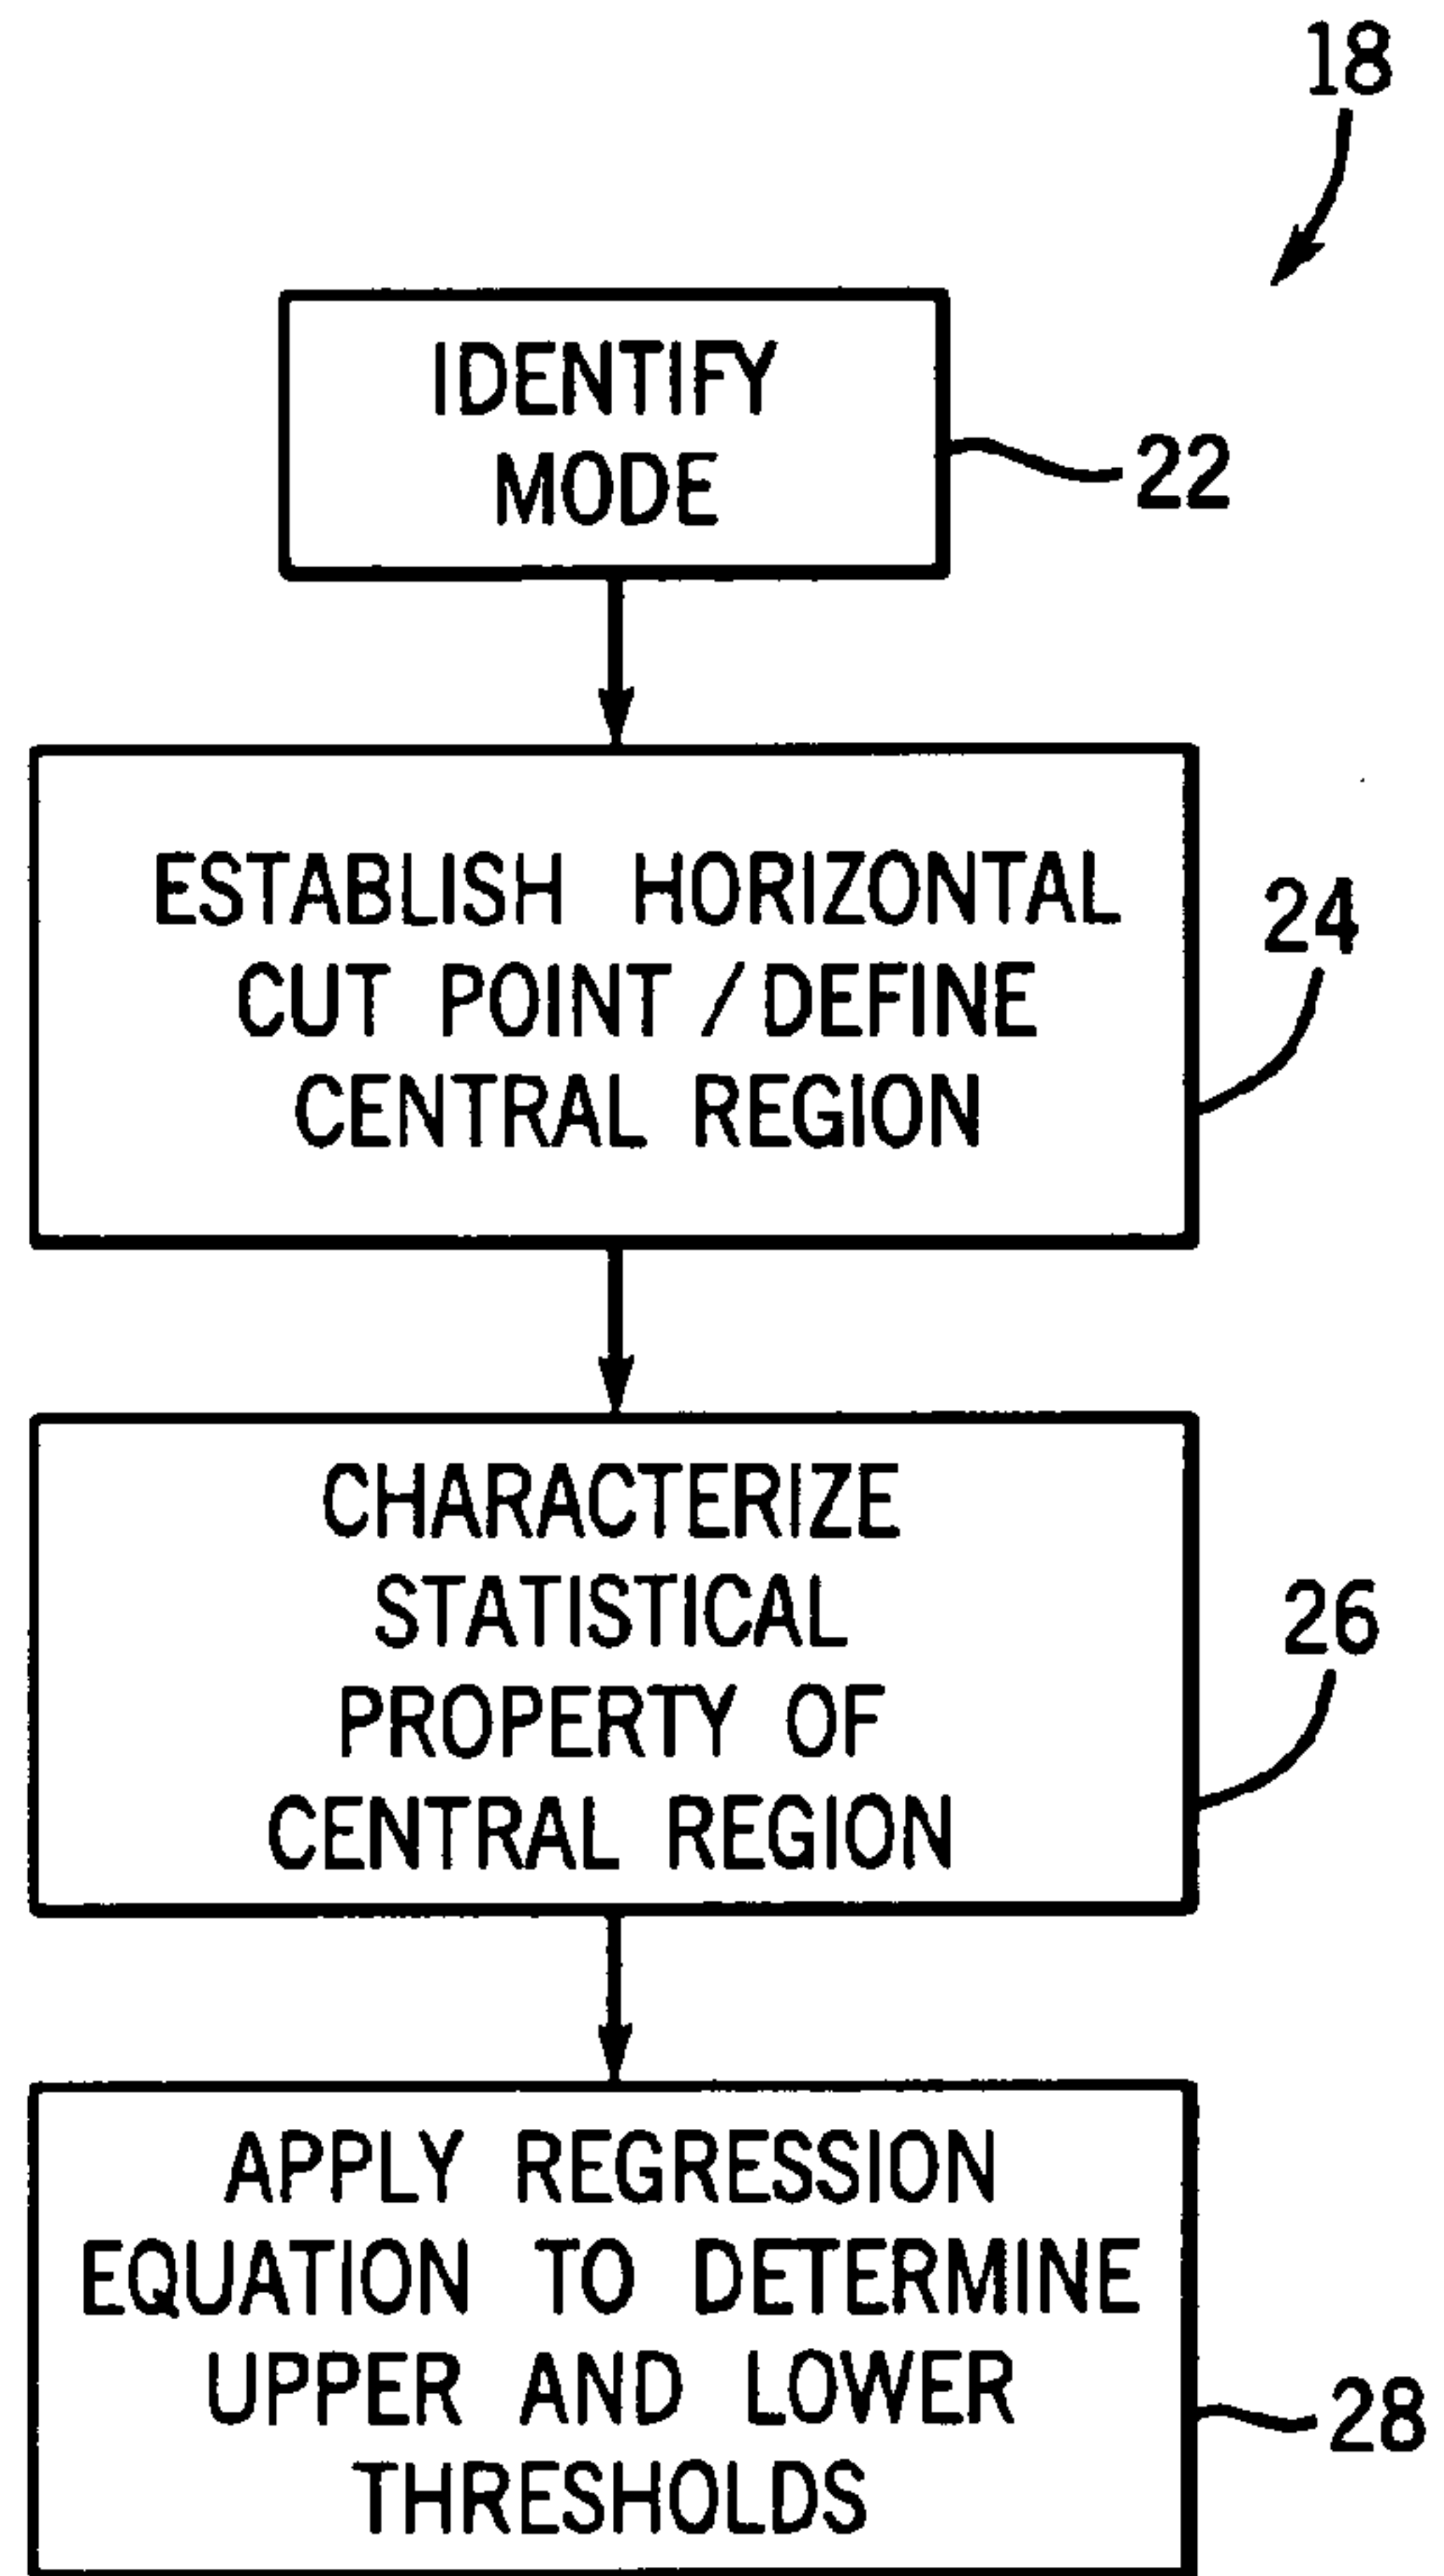 18
IDENTIFY
MODE
22
ESTABLISH HORIZONTAL
CUT POINT / DEFINE
CENTRAL REGION
24
CHARACTERIZE
STATISTICAL
PROPERTY OF
CENTRAL REGION
26
APPLY REGRESSION
EQUATION TO DETERMINE
UPPER AND LOWER
THRESHOLDS
28